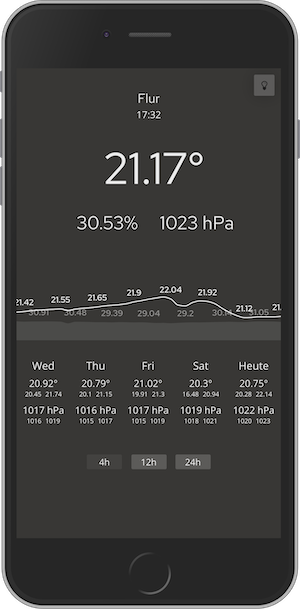 Flur
17:32
21.17°
30.53% 1023 hPa
21.42 21.55 21.65 21.9 22.04 21.92 21.12 21.
30.91 30.48 29.39 29.04 29.2 30.14 31.05
Wed Thu Fri Sat Heute
20.92° 20.79° 21.02° 20.3° 20.75°
20.45 21.74 20.1 21.15 19.91 21.3 16.48 20.94 20.28 22.14
1017 hPa 1016 hPa 1017 hPa 1019 hPa 1022 hPa
1016 1019 1015 1017 1015 1019 1018 1021 1020 1023
4h 12h 24h